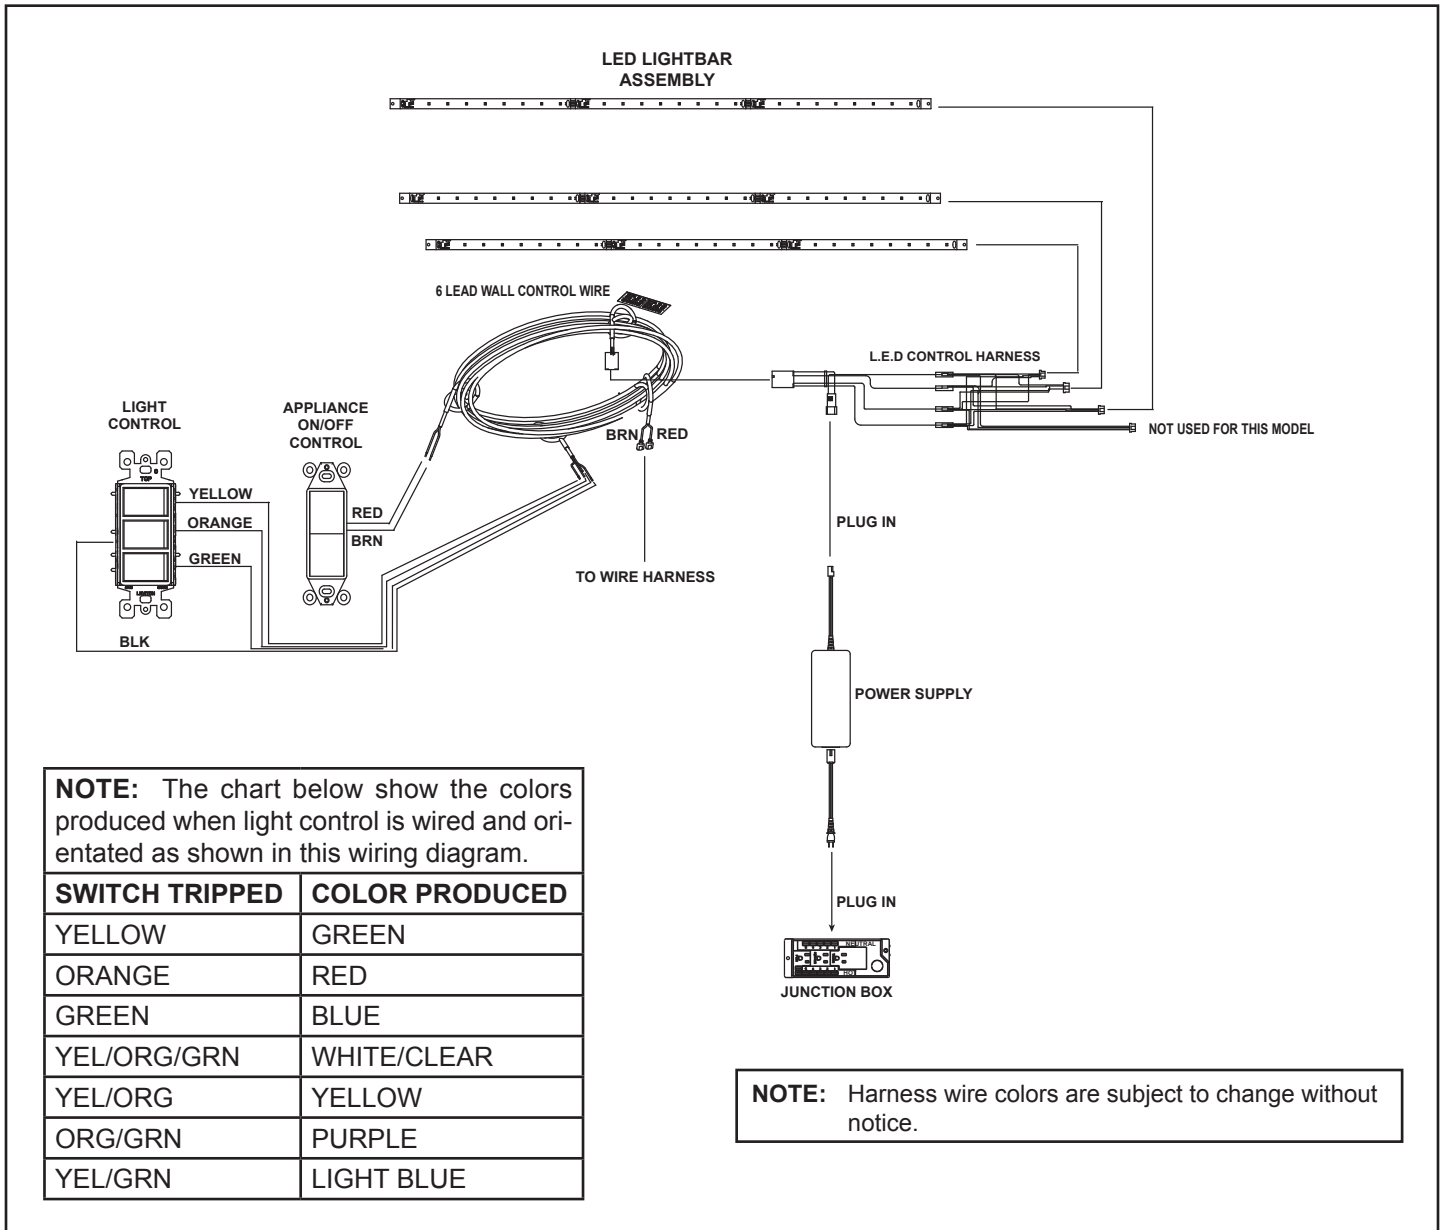 LED LIGHTBAR
ASSEMBLY
6 LEAD WALL CONTROL WIRE
L.E.D CONTROL HARNESS
NOT USED FOR THIS MODEL
LIGHT
CONTROL
APPLIANCE
ON/OFF
CONTROL
TOP
YELLOW
ORANGE
GREEN
BLK
RED
BRN
BRN
RED
TO WIRE HARNESS
PLUG IN
POWER SUPPLY
PLUG IN
NEUTRAL
HOT
JUNCTION BOX
NOTE: The chart below show the colors
produced when light control is wired and ori-
entated as shown in this wiring diagram.
SWITCH TRIPPED COLOR PRODUCED
YELLOW GREEN
ORANGE RED
GREEN BLUE
YEL/ORG/GRN WHITE/CLEAR
YEL/ORG YELLOW
ORG/GRN PURPLE
YEL/GRN LIGHT BLUE
NOTE: Harness wire colors are subject to change without
notice.